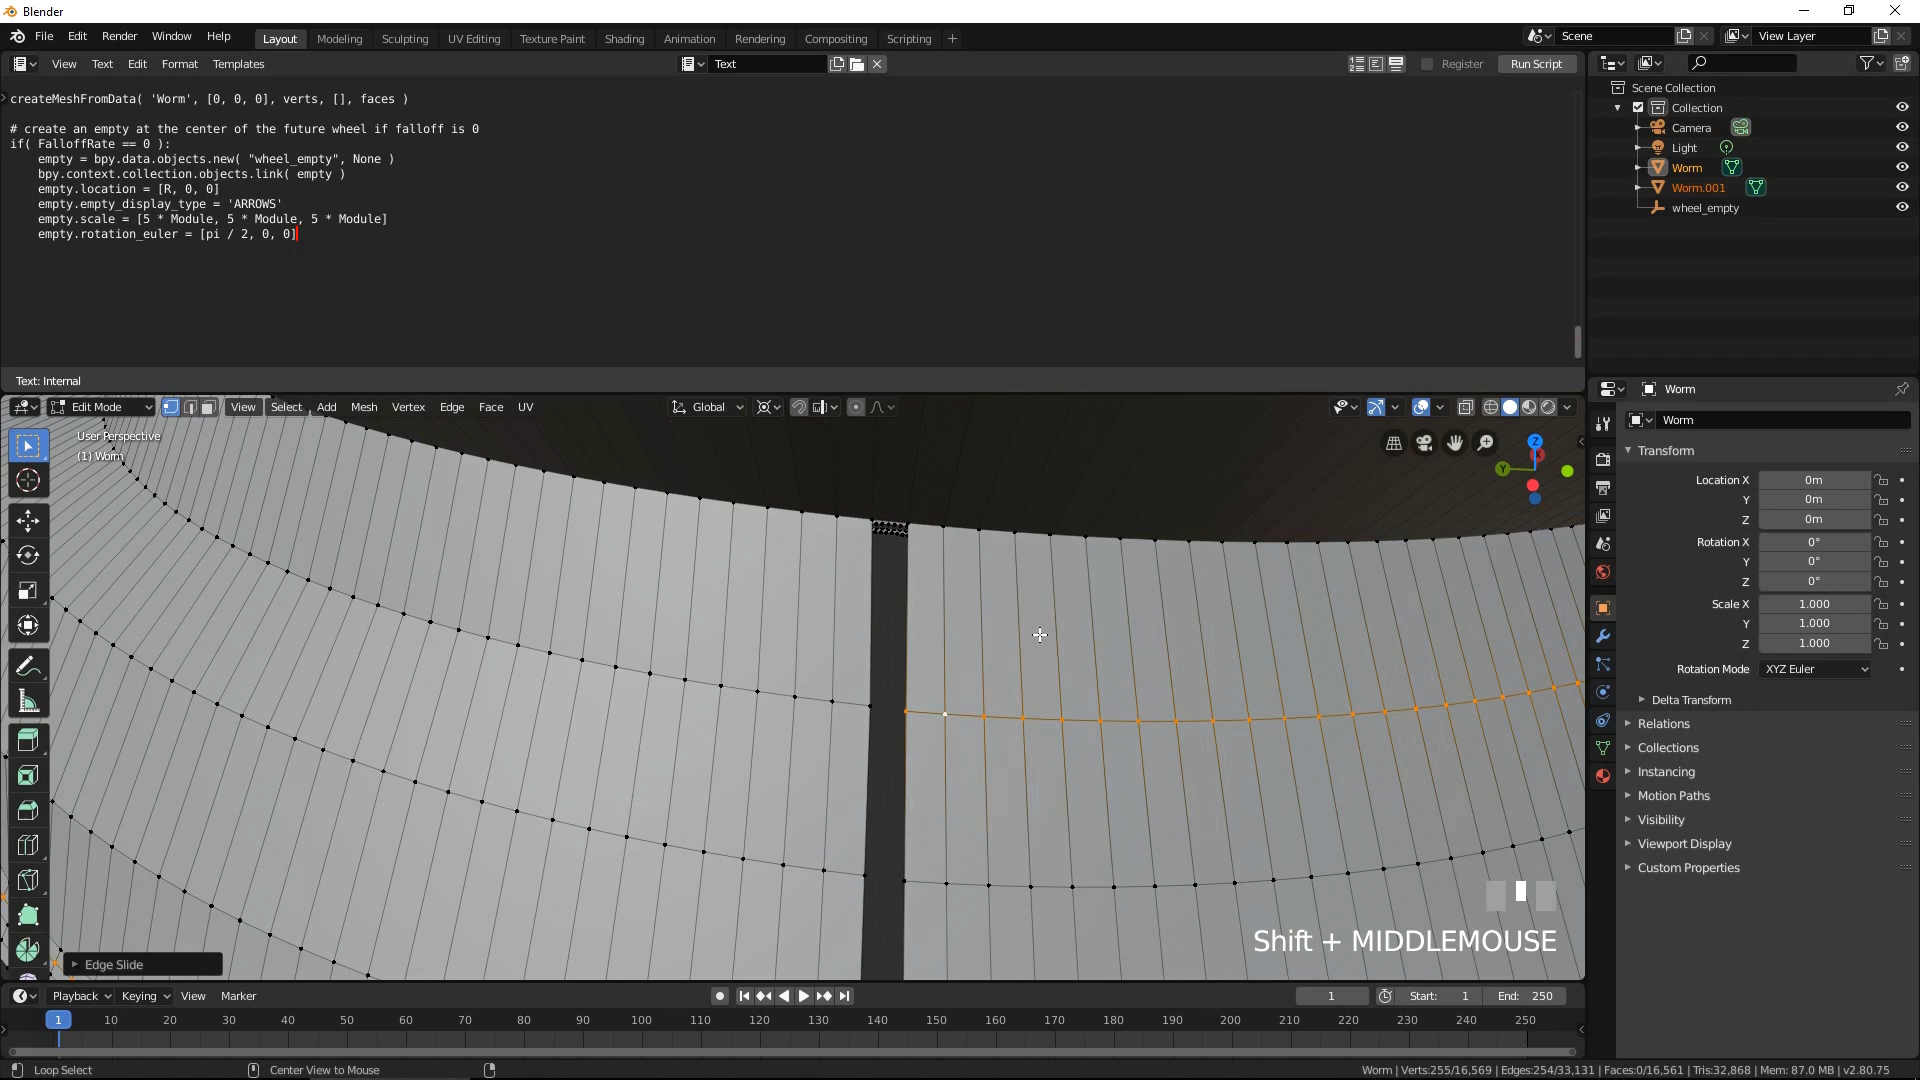 Blender
File Edit Render Window Help Layout Modeling Sculpting UV Editing Texture Paint Shading Animation Rendering Compositing Scripting + Scene View Layer
View Text Edit Format Templates Text Register Run Script
createMeshFromData( 'Worm', [0, 0, 0], verts, [], faces )
# create an empty at the center of the future wheel if falloff is 0
if( FalloffRate == 0 ):
empty = bpy.data.objects.new( "wheel_empty", None )
bpy.context.collection.objects.link( empty )
empty.location = [R, 0, 0]
empty.empty_display_type = 'ARROWS'
empty.scale = [5 * Module, 5 * Module, 5 * Module]
empty.rotation_euler = [pi / 2, 0, 0]
Text: Internal
Scene Collection
Collection
Camera
Light
Worm
Worm.001
wheel_empty
Edit Mode View Select Add Mesh Vertex Edge Face UV Global
User Perspective
(1) Worm
Z
X
Y
Edge Slide
Shift + MIDDLEMOUSE
Worm
Worm
Transform
Location X 0m
Y 0m
Z 0m
Rotation X 0°
Y 0°
Z 0°
Scale X 1.000
Y 1.000
Z 1.000
Rotation Mode XYZ Euler
Delta Transform
Relations
Collections
Instancing
Motion Paths
Visibility
Viewport Display
Custom Properties
Playback Keying View Marker 1 Start: 1 End: 250
1 10 20 30 40 50 60 70 80 90 100 110 120 130 140 150 160 170 180 190 200 210 220 230 240 250
Loop Select Center View to Mouse Worm | Verts:255/16,569 | Edges:254/33,131 | Faces:0/16,561 | Tris:32,868 | Mem: 87.0 MB | v2.80.75